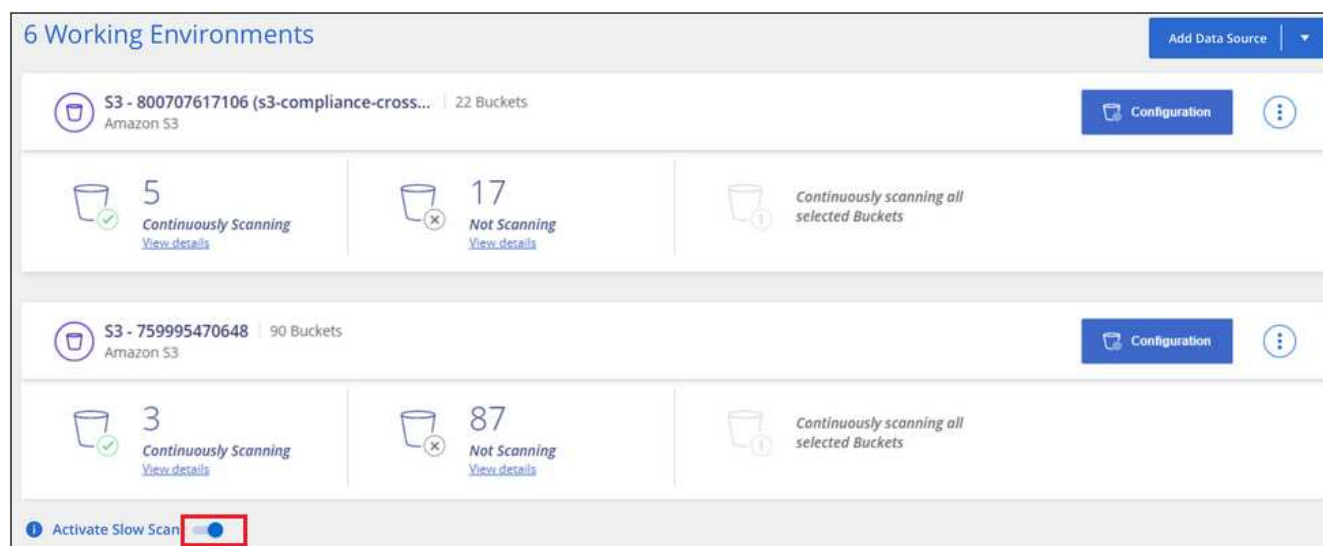 6 Working Environments
Add Data Source
S3 - 800707617106 (s3-compliance-cross... | 22 Buckets
Amazon S3
Configuration
5
Continuously Scanning
View details
17
Not Scanning
View details
Continuously scanning all
selected Buckets
S3 - 759995470648 | 90 Buckets
Amazon S3
Configuration
3
Continuously Scanning
View details
87
Not Scanning
View details
Continuously scanning all
selected Buckets
Activate Slow Scan